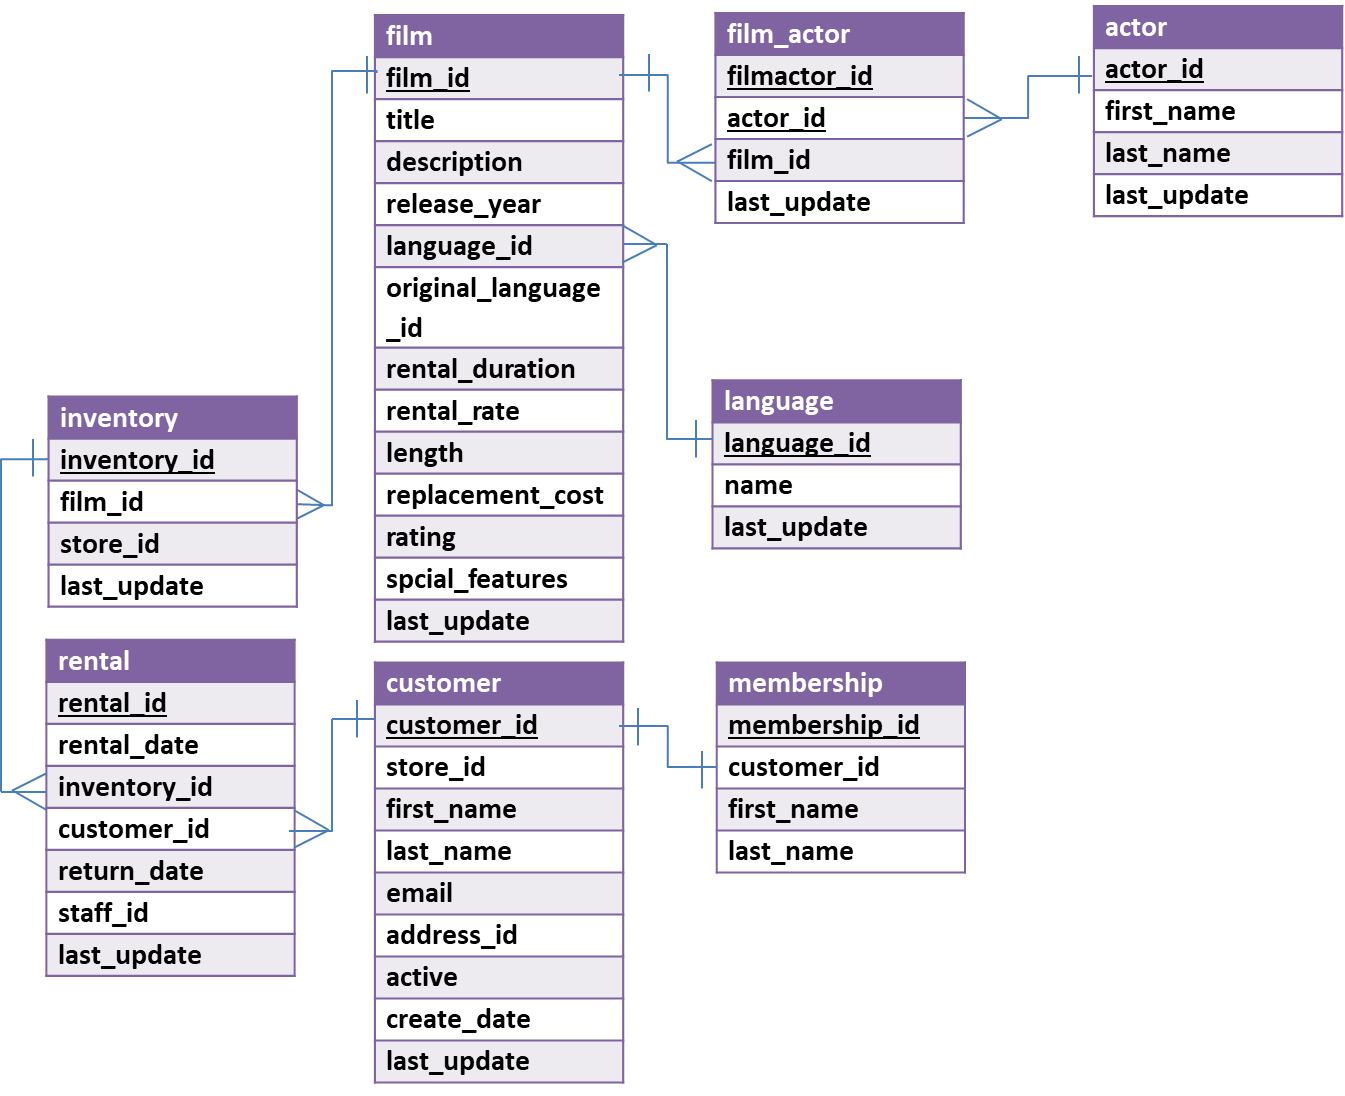 film
film_id
title
description
release_year
language_id
original_language
_id
rental_duration
rental_rate
length
replacement_cost
rating
spcial_features
last_update
film_actor
filmactor_id
actor_id
film_id
last_update
actor
actor_id
first_name
last_name
last_update
language
language_id
name
last_update
inventory
inventory_id
film_id
store_id
last_update
rental
rental_id
rental_date
inventory_id
customer_id
return_date
staff_id
last_update
customer
customer_id
store_id
first_name
last_name
email
address_id
active
create_date
last_update
membership
membership_id
customer_id
first_name
last_name